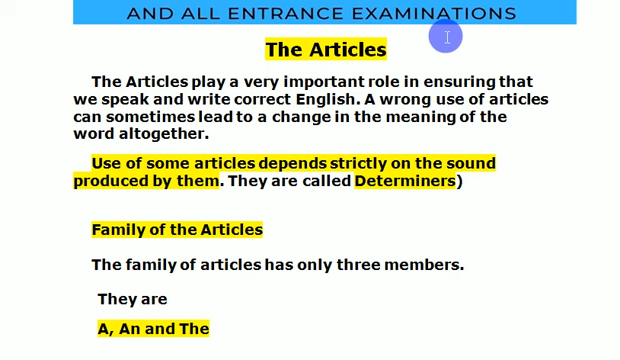 AND ALL ENTRANCE EXAMINATIONS
The Articles
The Articles play a very important role in ensuring that
we speak and write correct English. A wrong use of articles
can sometimes lead to a change in the meaning of the
word altogether.
Use of some articles depends strictly on the sound
produced by them. They are called Determiners)
Family of the Articles
The family of articles has only three members.
They are
A, An and The